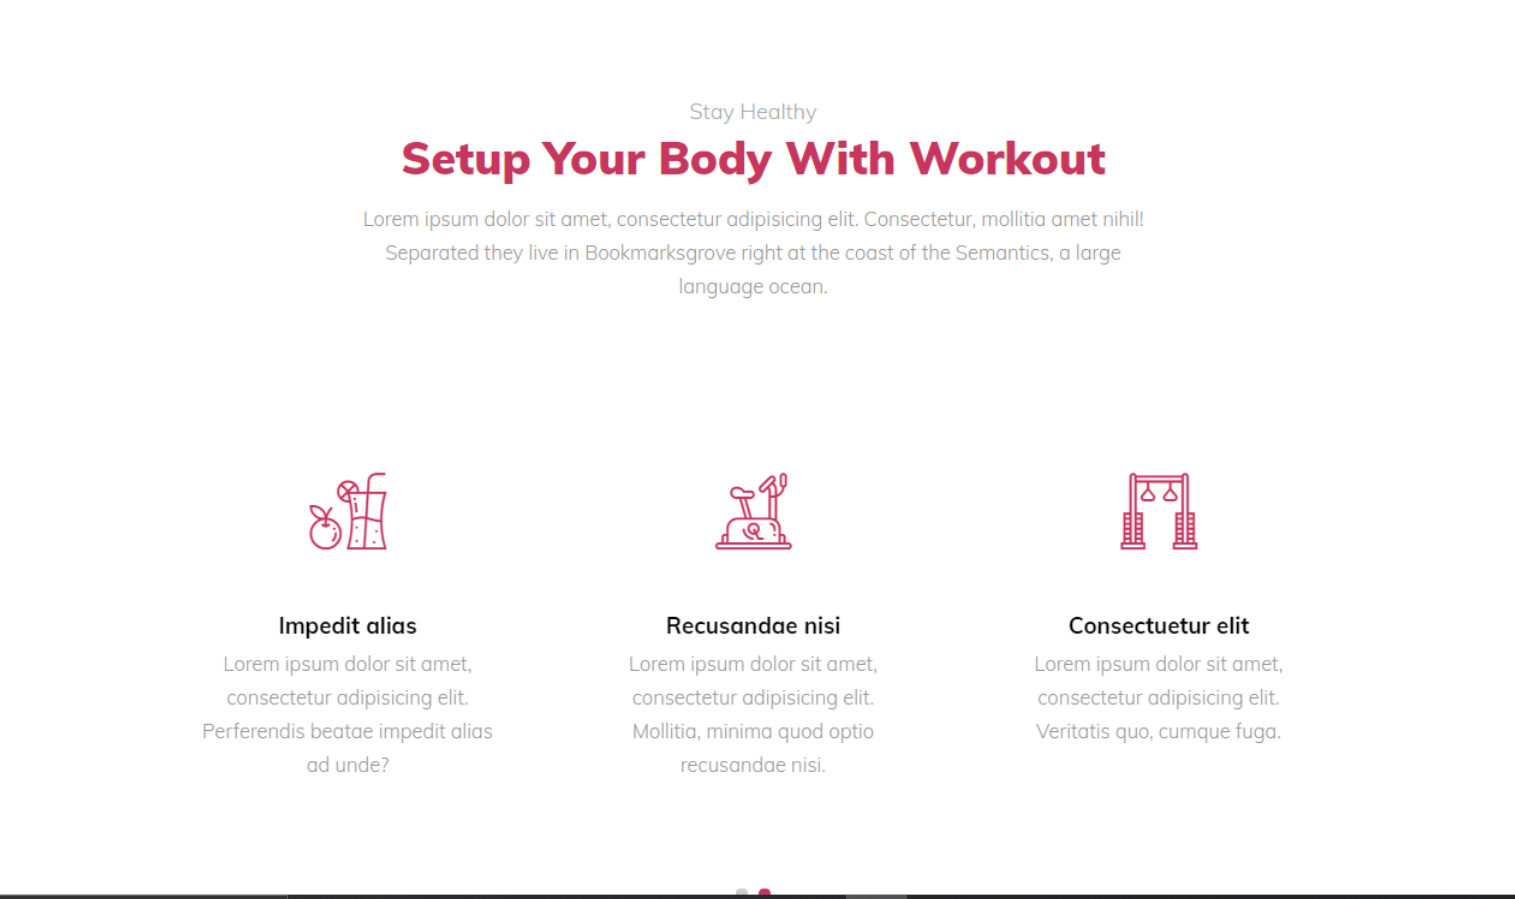 Stay Healthy
Setup Your Body With Workout
Lorem ipsum dolor sit amet, consectetur adipisicing elit. Consectetur, mollitia amet nihil!
Separated they live in Bookmarksgrove right at the coast of the Semantics, a large
language ocean.
Impedit alias
Lorem ipsum dolor sit amet,
consectetur adipisicing elit.
Perferendis beatae impedit alias
ad unde?
Recusandae nisi
Lorem ipsum dolor sit amet,
consectetur adipisicing elit.
Mollitia, minima quod optio
recusandae nisi.
Consectuetur elit
Lorem ipsum dolor sit amet,
consectetur adipisicing elit.
Veritatis quo, cumque fuga.